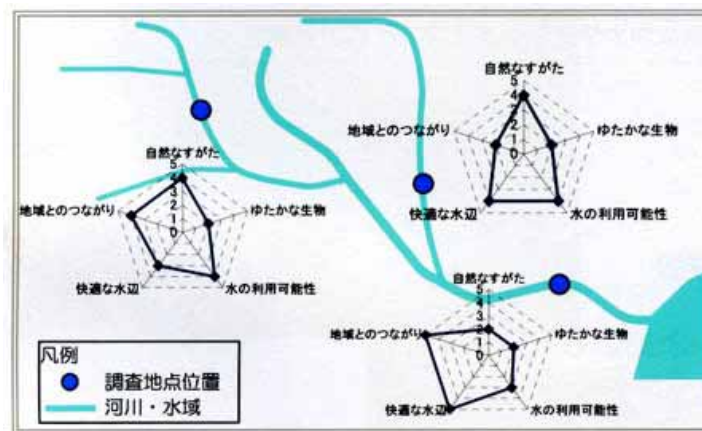 自然なすがた
5
4
3
2
1
0
ゆたかな生物
水の利用可能性
快適な水辺
地域とのつながり
自然なすがた
5
4
3
2
1
0
ゆたかな生物
水の利用可能性
快適な水辺
地域とのつながり
自然なすがた
5
4
3
2
1
0
ゆたかな生物
水の利用可能性
快適な水辺
地域とのつながり
凡例
調査地点位置
河川・水域